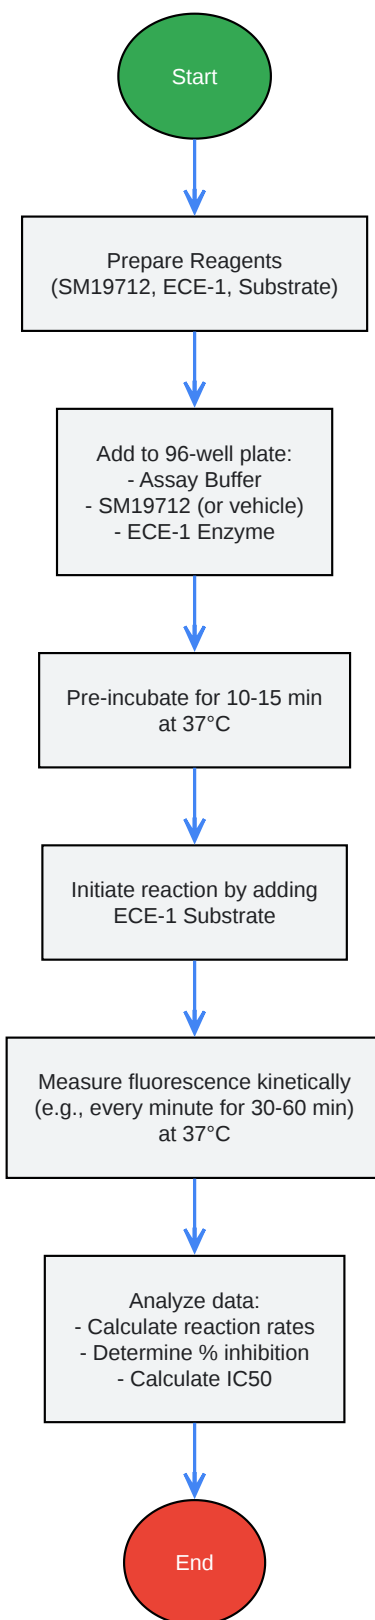 Start
Prepare Reagents
(SM19712, ECE-1, Substrate)
Add to 96-well plate:
- Assay Buffer
- SM19712 (or vehicle)
- ECE-1 Enzyme
Pre-incubate for 10-15 min
at 37°C
Initiate reaction by adding
ECE-1 Substrate
Measure fluorescence kinetically
(e.g., every minute for 30-60 min)
at 37°C
Analyze data:
- Calculate reaction rates
- Determine % inhibition
- Calculate IC50
End